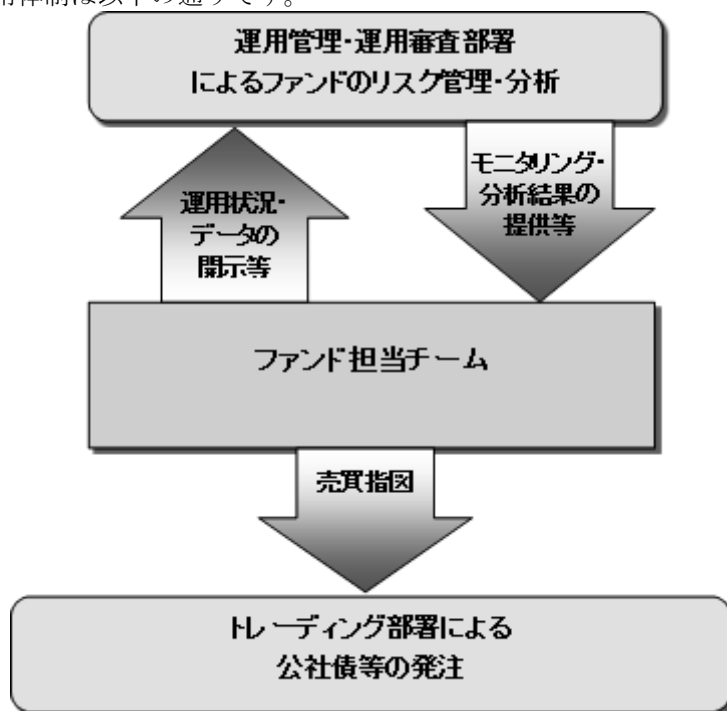 用体制は以下の通りです。
運用管理・運用審査部署
によるファンドのリスク管理・分析
運用状況・
データの
開示等
モニタリング・
分析結果の
提供等
ファンド担当チーム
売買指図
トレーディング部署による
公社債等の発注